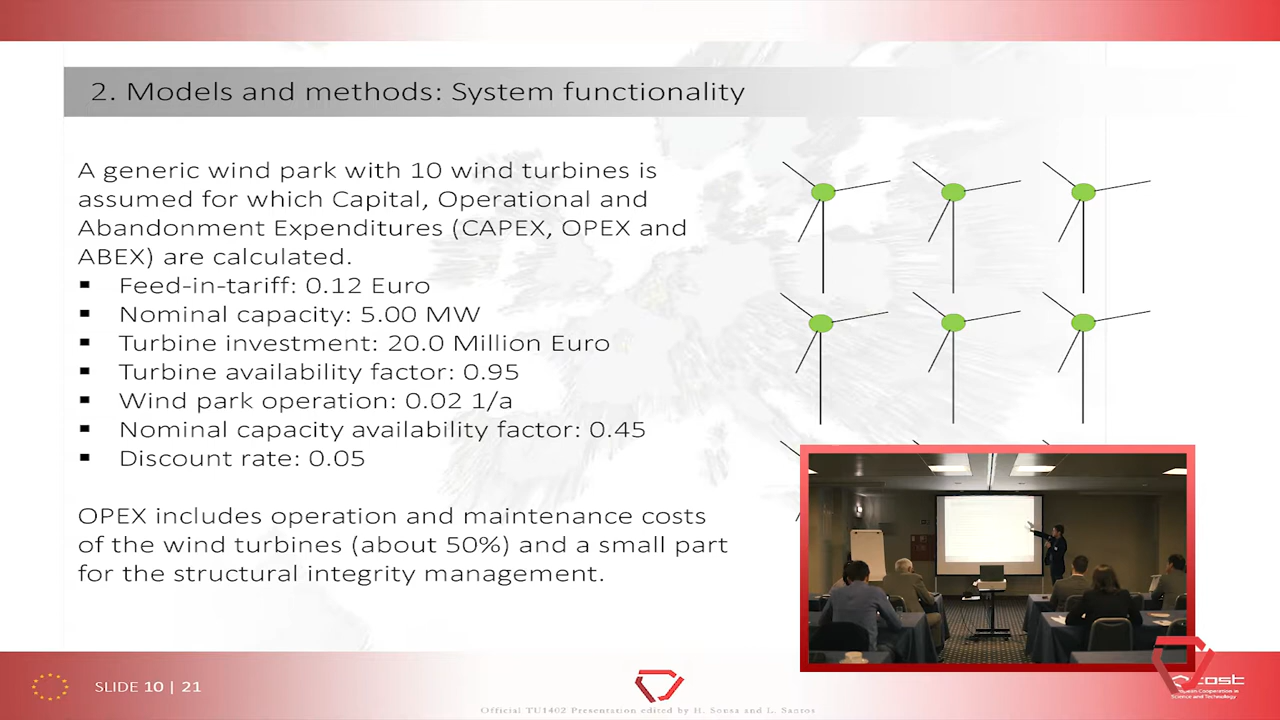 2. Models and methods: System functionality
A generic wind park with 10 wind turbines is
assumed for which Capital, Operational and
Abandonment Expenditures (CAPEX, OPEX and
ABEX) are calculated.
▪ Feed-in-tariff: 0.12 Euro
▪ Nominal capacity: 5.00 MW
▪ Turbine investment: 20.0 Million Euro
▪ Turbine availability factor: 0.95
▪ Wind park operation: 0.02 1/a
▪ Nominal capacity availability factor: 0.45
▪ Discount rate: 0.05
OPEX includes operation and maintenance costs
of the wind turbines (about 50%) and a small part
for the structural integrity management.
SLIDE 10 | 21
cost
Cooperation in
Science and Technology
Official TU1402 Presentation edited by H. Sousa and L. Santos